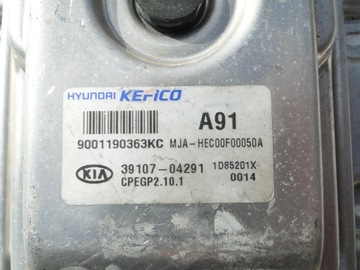 HYUNDAI KEFICO
A91
9001190363KC MJA-HEC00F00050A
KIA 39107-04291 1D85201X
CPEGP2.10.1 0014